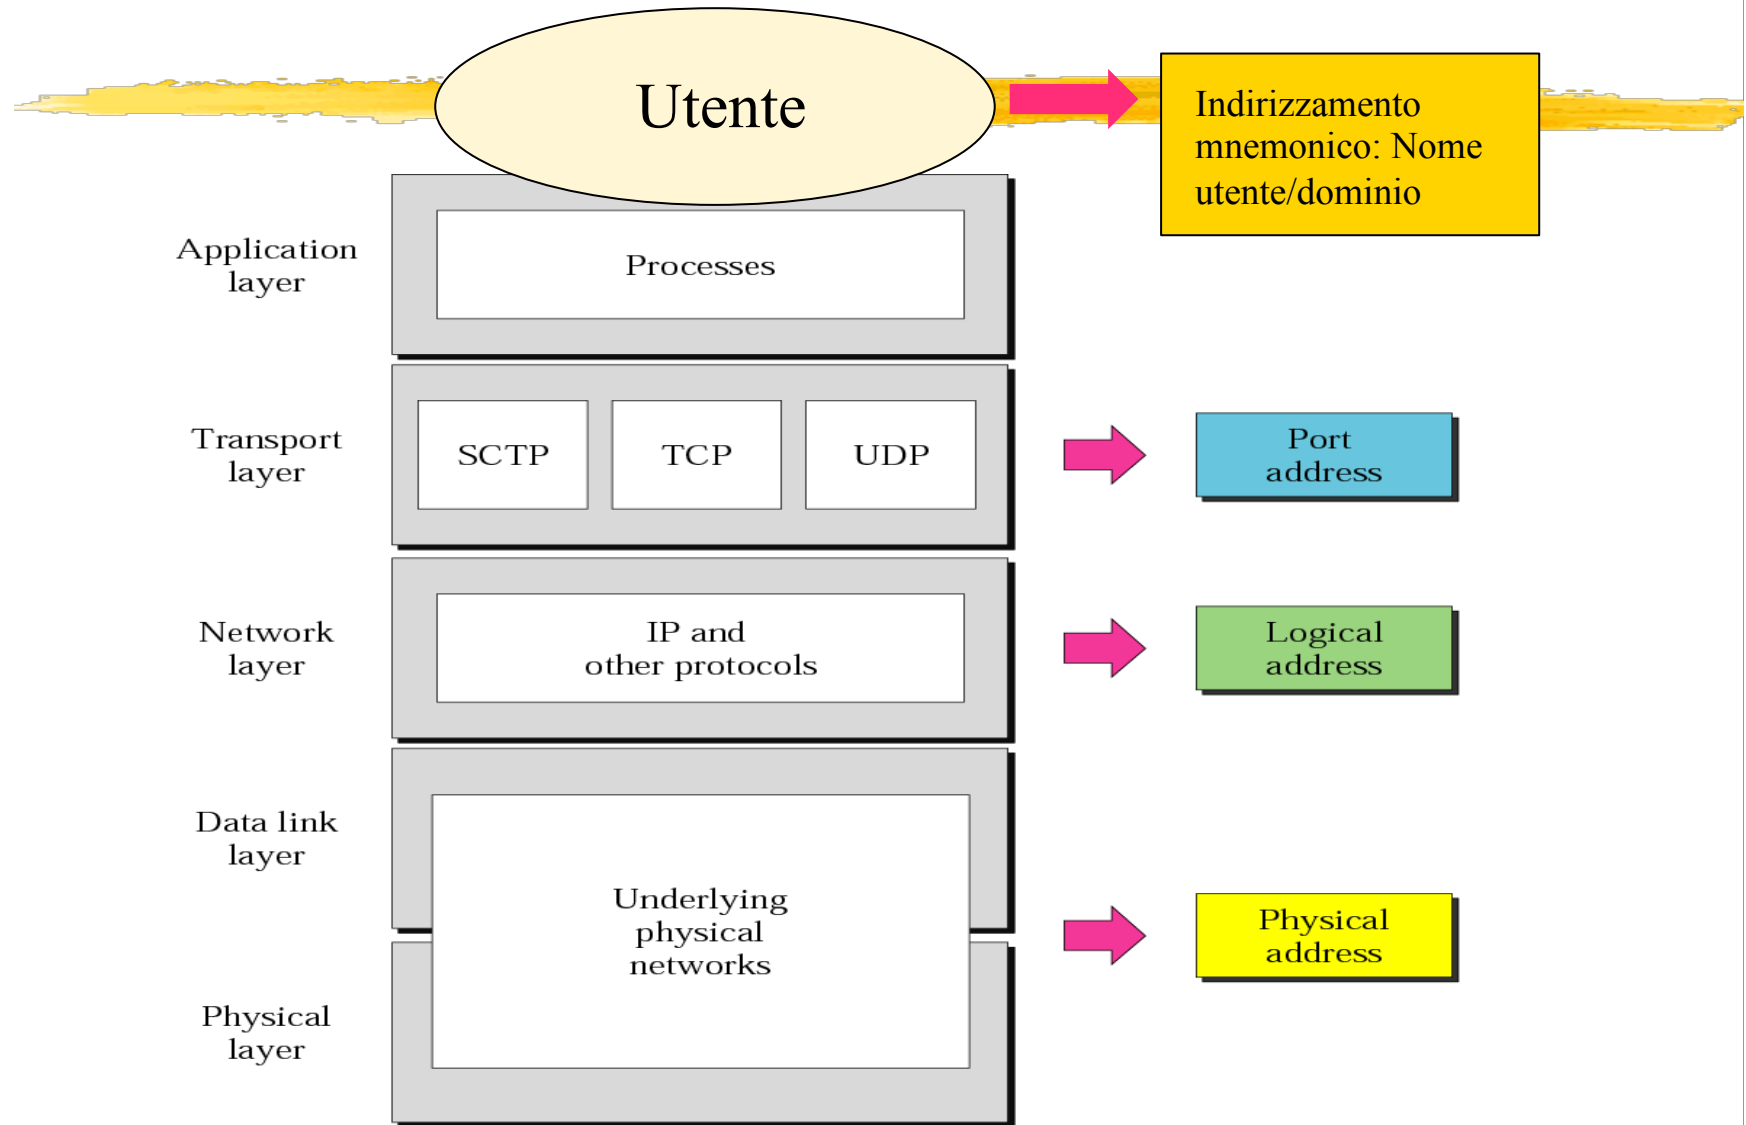 Utente
Indirizzamento
mnemonico: Nome
utente/dominio
Application
layer
Processes
Transport
layer
SCTP
TCP
UDP
Port
address
Network
layer
IP and
other protocols
Logical
address
Data link
layer
Underlying
physical
networks
Physical
address
Physical
layer